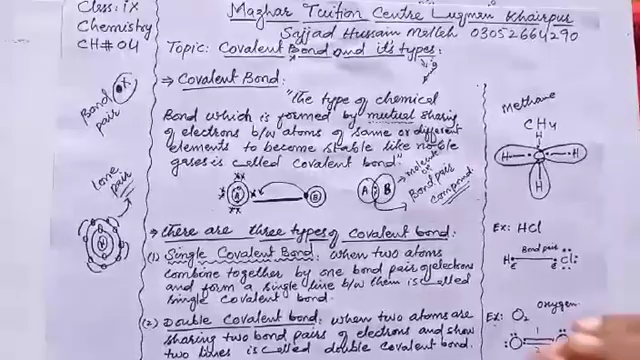 Class: IX
Chemistry
CH# 04
Mazhar Tuition Centre Luqman Khairpur
Sajjad Hussain Melleh 03052664290
Topic: Covalent Bond and it's types:
Bond pair
X
⇒ Covalent Bond:
"The type of chemical
Bond which is formed by mutual sharing
of electrons b/w atoms of same or different
elements to become stable like noble
gases is called covalent bond"
lone pair
A
B
A B
Molecule
or
Bond pairs
compound
⇒ There are three types of covalent bond:
(1) Single Covalent Bond: when two atoms
combine together by one bond pair of electrons
and form a single line b/w them is called
single covalent bond.
(2) Double Covalent bond: when two atoms are
sharing two bond pairs of electrons and show
two lines is called double covalent bond.
Methane
CH4
H
H H
H
Ex: HCl
Bond pair
H Cl
e e
Ex: O2 oxygen
O